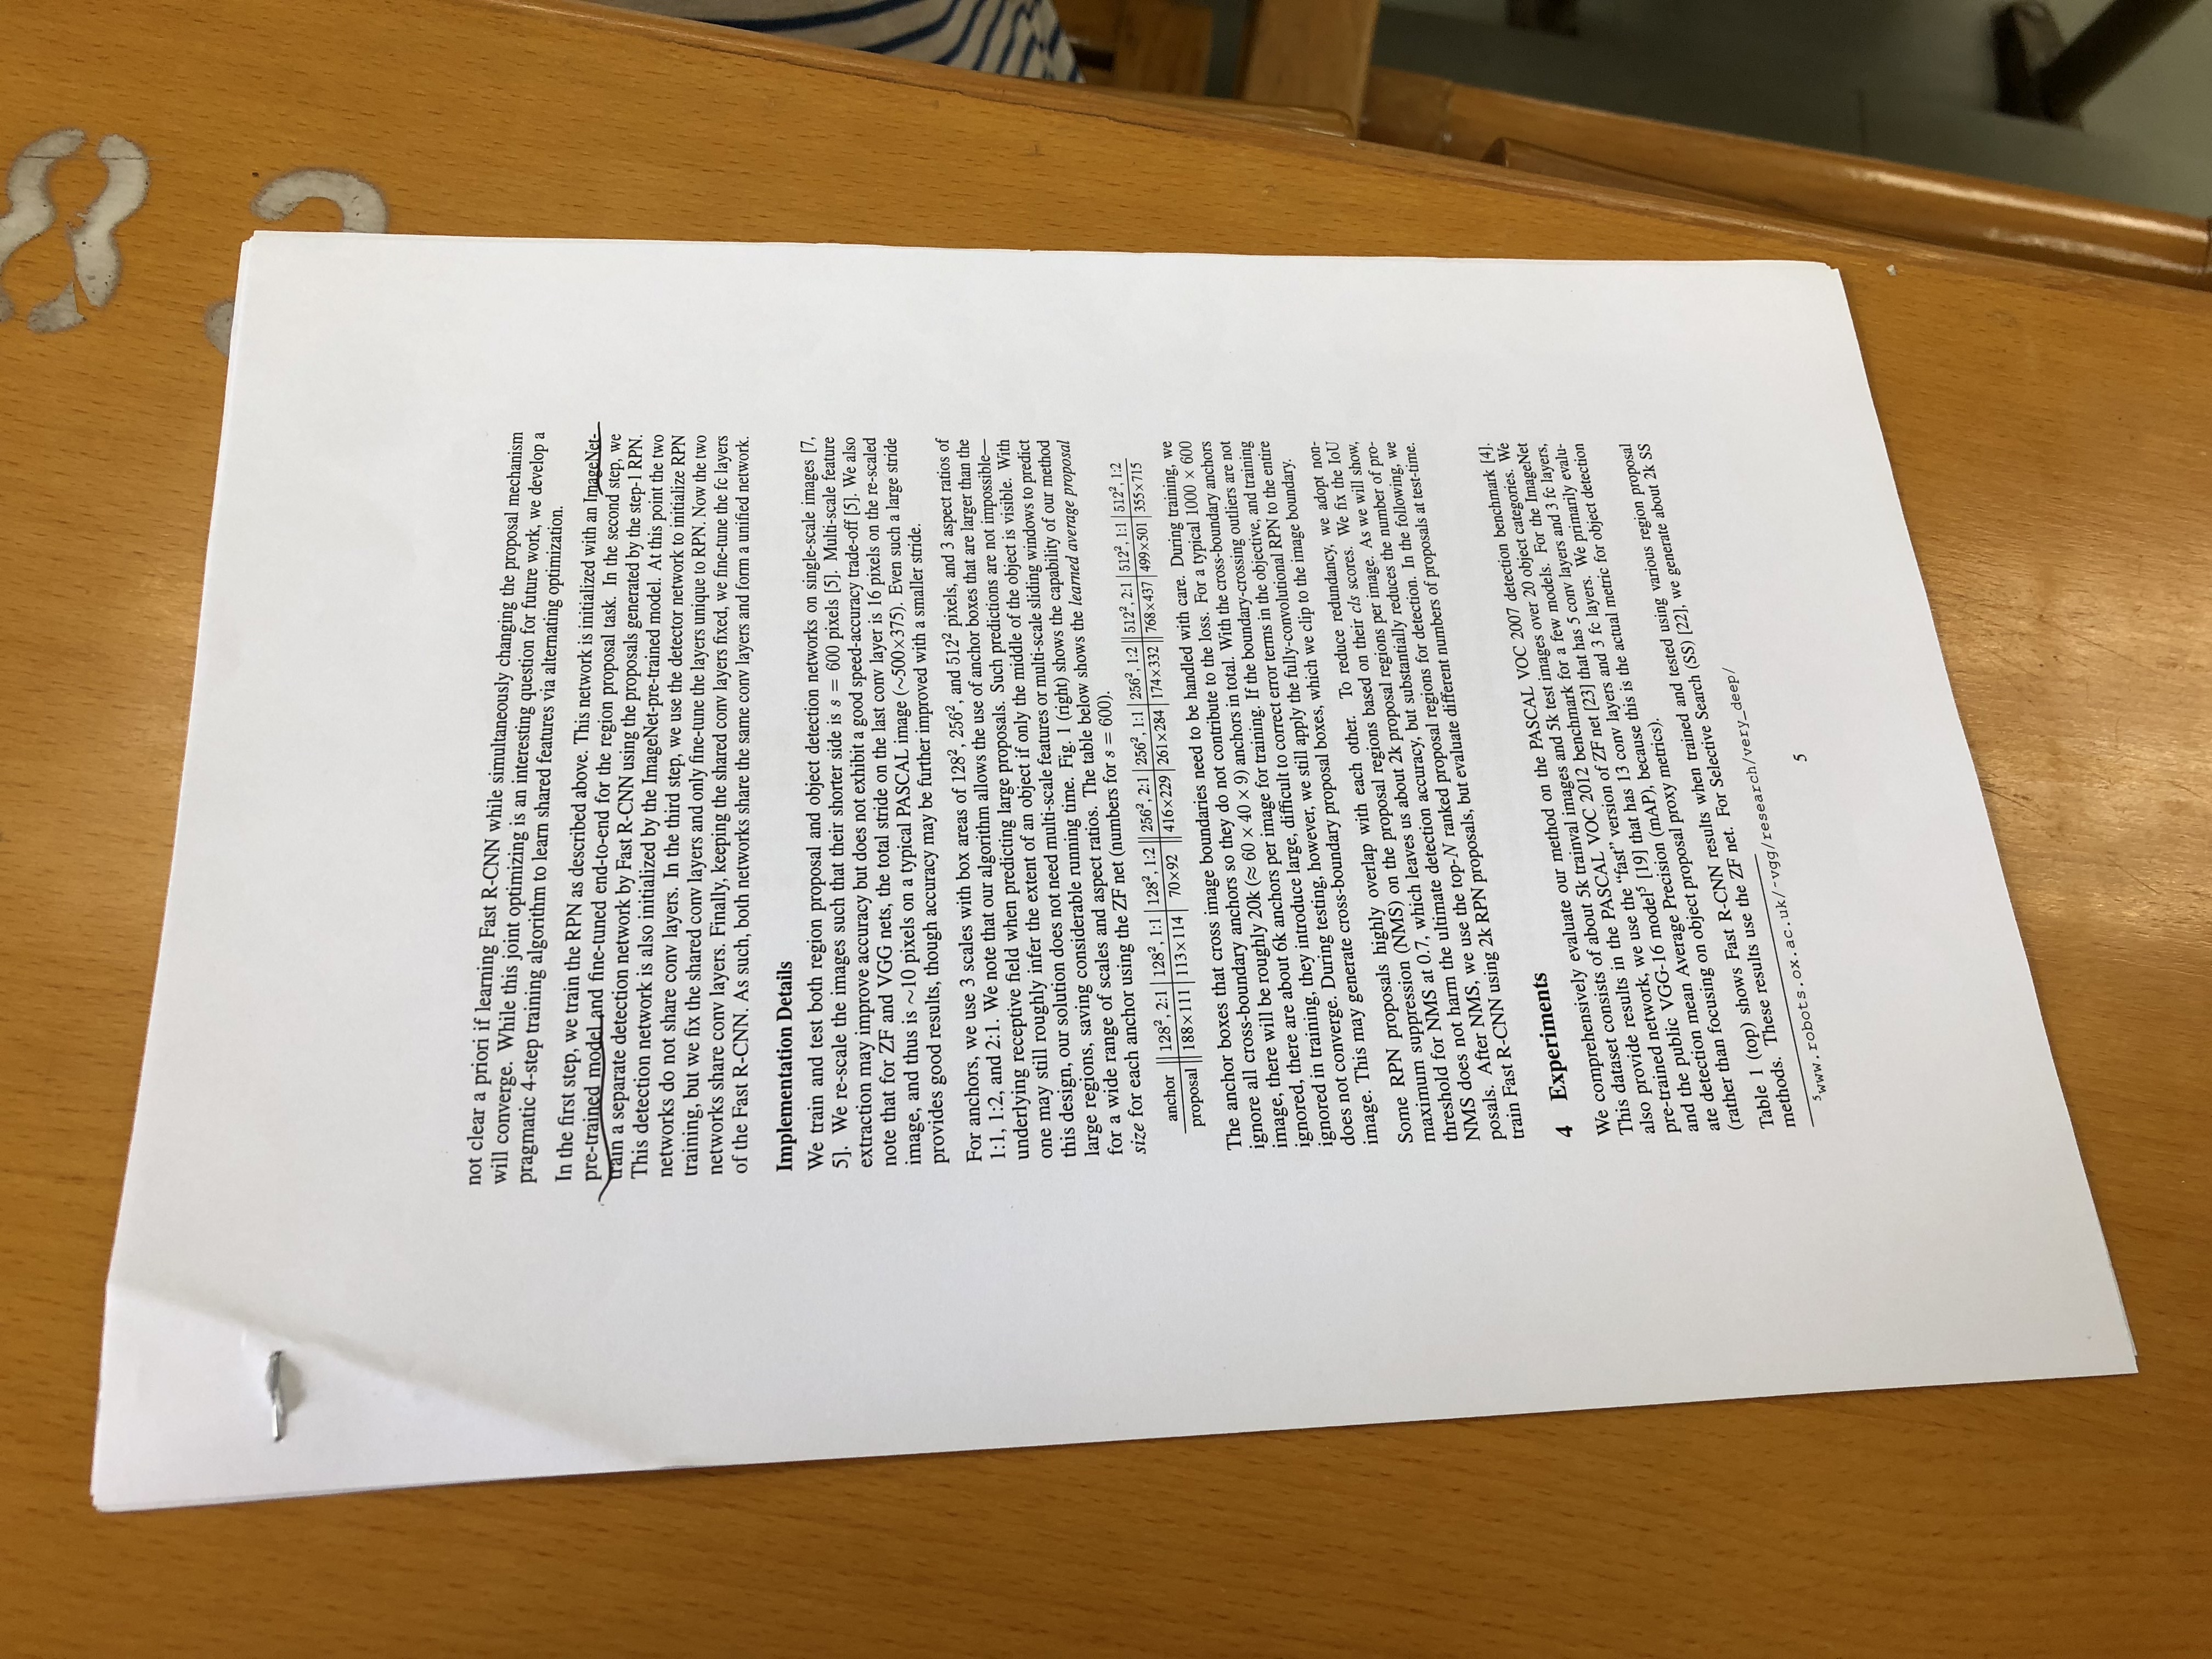 not clear a priori if learning Fast R-CNN while simultaneously changing the proposal mechanism
will converge. While this joint optimizing is an interesting question for future work, we develop a
pragmatic 4-step training algorithm to learn shared features via alternating optimization.
In the first step, we train the RPN as described above. This network is initialized with an ImageNet-
pre-trained model and fine-tuned end-to-end for the region proposal task. In the second step, we
train a separate detection network by Fast R-CNN using the proposals generated by the step-1 RPN.
This detection network is also initialized by the ImageNet-pre-trained model. At this point the two
networks do not share conv layers. In the third step, we use the detector network to initialize RPN
training, but we fix the shared conv layers and only fine-tune the layers unique to RPN. Now the two
networks share conv layers. Finally, keeping the shared conv layers fixed, we fine-tune the fc layers
of the Fast R-CNN. As such, both networks share the same conv layers and form a unified network.
Implementation Details
We train and test both region proposal and object detection networks on single-scale images [7,
5]. We re-scale the images such that their shorter side is s = 600 pixels [5]. Multi-scale feature
extraction may improve accuracy but does not exhibit a good speed-accuracy trade-off [5]. We also
note that for ZF and VGG nets, the total stride on the last conv layer is 16 pixels on the re-scaled
image, and thus is ∼10 pixels on a typical PASCAL image (∼500×375). Even such a large stride
provides good results, though accuracy may be further improved with a smaller stride.
For anchors, we use 3 scales with box areas of 128², 256², and 512² pixels, and 3 aspect ratios of
1:1, 1:2, and 2:1. We note that our algorithm allows the use of anchor boxes that are larger than the
underlying receptive field when predicting large proposals. Such predictions are not impossible—
one may still roughly infer the extent of an object if only the middle of the object is visible. With
this design, our solution does not need multi-scale features or multi-scale sliding windows to predict
large regions, saving considerable running time. Fig. 1 (right) shows the capability of our method
for a wide range of scales and aspect ratios. The table below shows the learned average proposal
size for each anchor using the ZF net (numbers for s = 600).
anchor 128², 2:1 128², 1:1 128², 1:2 256², 2:1 256², 1:1 256², 1:2 512², 2:1 512², 1:1 512², 1:2
proposal 188×111 113×114 70×92 416×229 261×284 174×332 768×437 499×501 355×715
The anchor boxes that cross image boundaries need to be handled with care. During training, we
ignore all cross-boundary anchors so they do not contribute to the loss. For a typical 1000 × 600
image, there will be roughly 20k (≈ 60 × 40 × 9) anchors in total. With the cross-boundary anchors
ignored, there are about 6k anchors per image for training. If the boundary-crossing outliers are not
ignored in training, they introduce large, difficult to correct error terms in the objective, and training
does not converge. During testing, however, we still apply the fully-convolutional RPN to the entire
image. This may generate cross-boundary proposal boxes, which we clip to the image boundary.
Some RPN proposals highly overlap with each other. To reduce redundancy, we adopt non-
maximum suppression (NMS) on the proposal regions based on their cls scores. We fix the IoU
threshold for NMS at 0.7, which leaves us about 2k proposal regions per image. As we will show,
NMS does not harm the ultimate detection accuracy, but substantially reduces the number of pro-
posals. After NMS, we use the top-N ranked proposal regions for detection. In the following, we
train Fast R-CNN using 2k RPN proposals, but evaluate different numbers of proposals at test-time.
4 Experiments
We comprehensively evaluate our method on the PASCAL VOC 2007 detection benchmark [4].
This dataset consists of about 5k trainval images and 5k test images over 20 object categories. We
also provide results in the PASCAL VOC 2012 benchmark for a few models. For the ImageNet
pre-trained network, we use the “fast” version of ZF net [23] that has 5 conv layers and 3 fc layers,
and the public VGG-16 model⁵ [19] that has 13 conv layers and 3 fc layers. We primarily evalu-
ate detection mean Average Precision (mAP), because this is the actual metric for object detection
(rather than focusing on object proposal proxy metrics).
Table 1 (top) shows Fast R-CNN results when trained and tested using various region proposal
methods. These results use the ZF net. For Selective Search (SS) [22], we generate about 2k SS
⁵www.robots.ox.ac.uk/~vgg/research/very_deep/
5